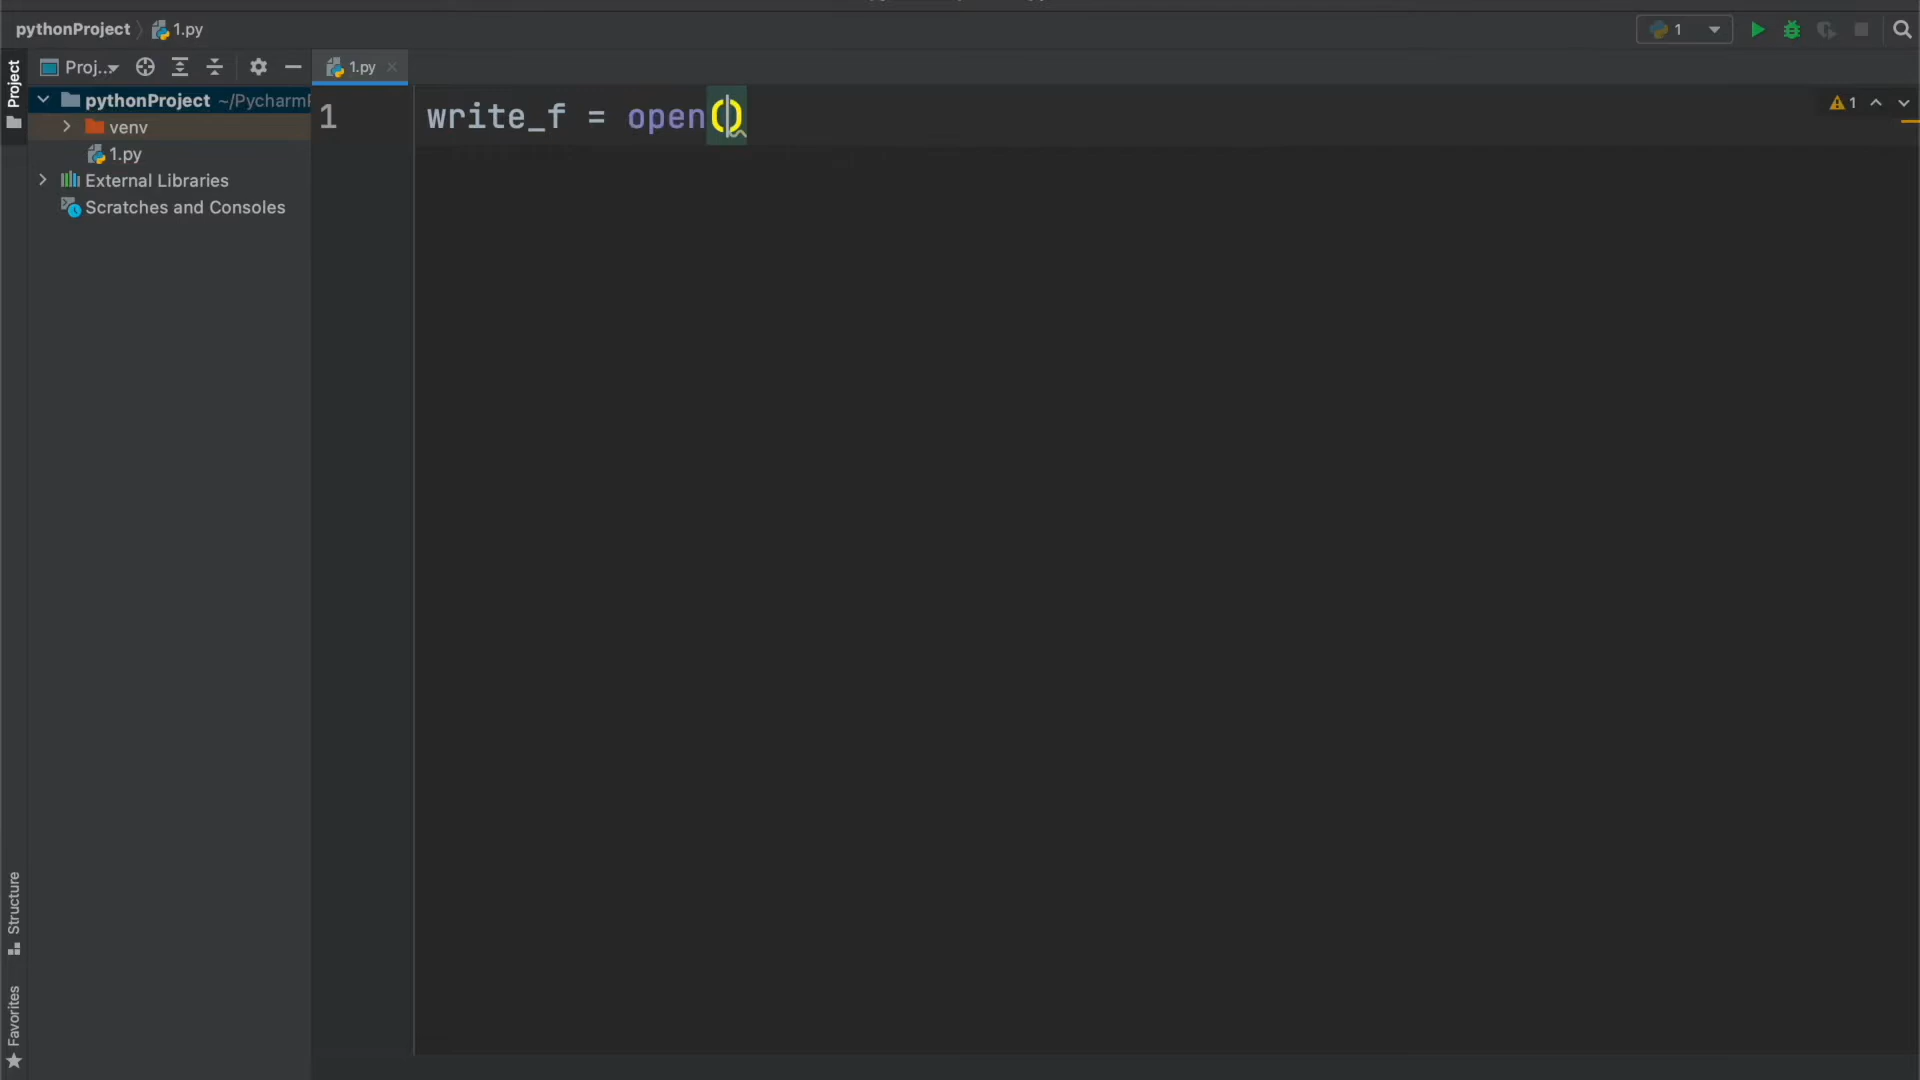 pythonProject 1.py
1
Project
Proj...
1.py
pythonProject ~/Pycharm
venv
1.py
External Libraries
Scratches and Consoles
1 write_f = open()
1
Structure
Favorites